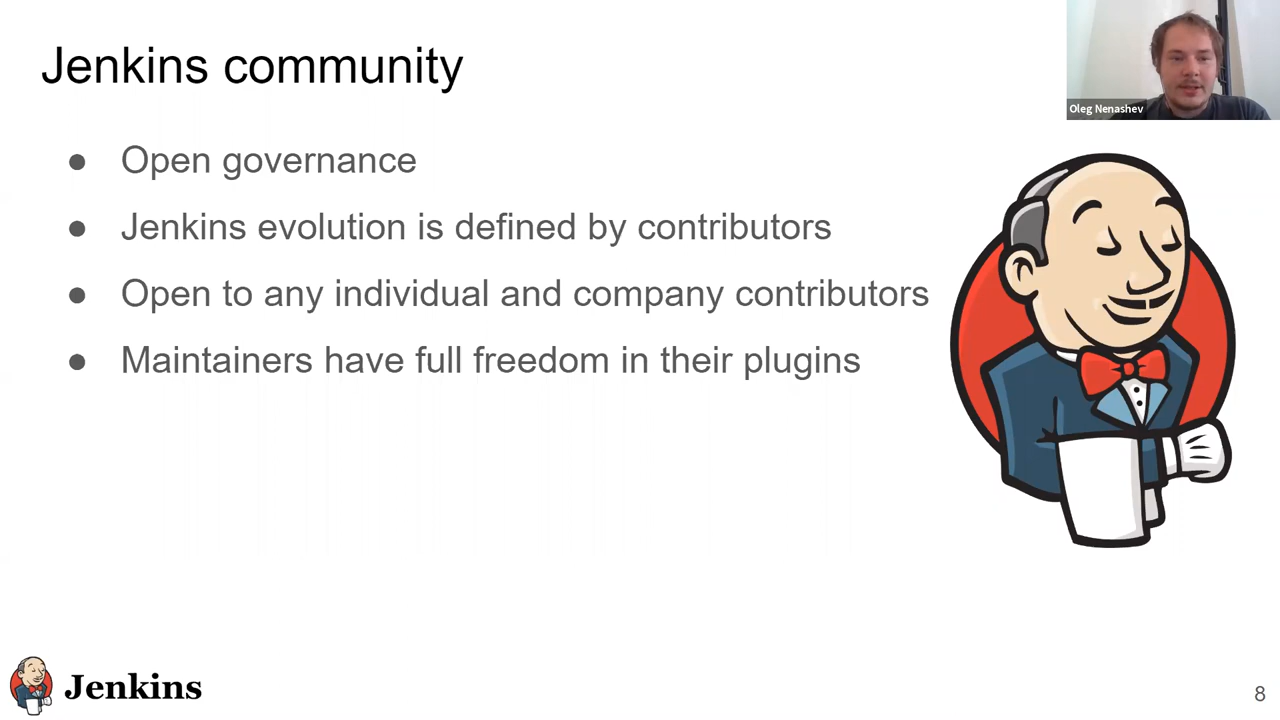 Jenkins community
Oleg Nenashev
● Open governance
● Jenkins evolution is defined by contributors
● Open to any individual and company contributors
● Maintainers have full freedom in their plugins
Jenkins
8